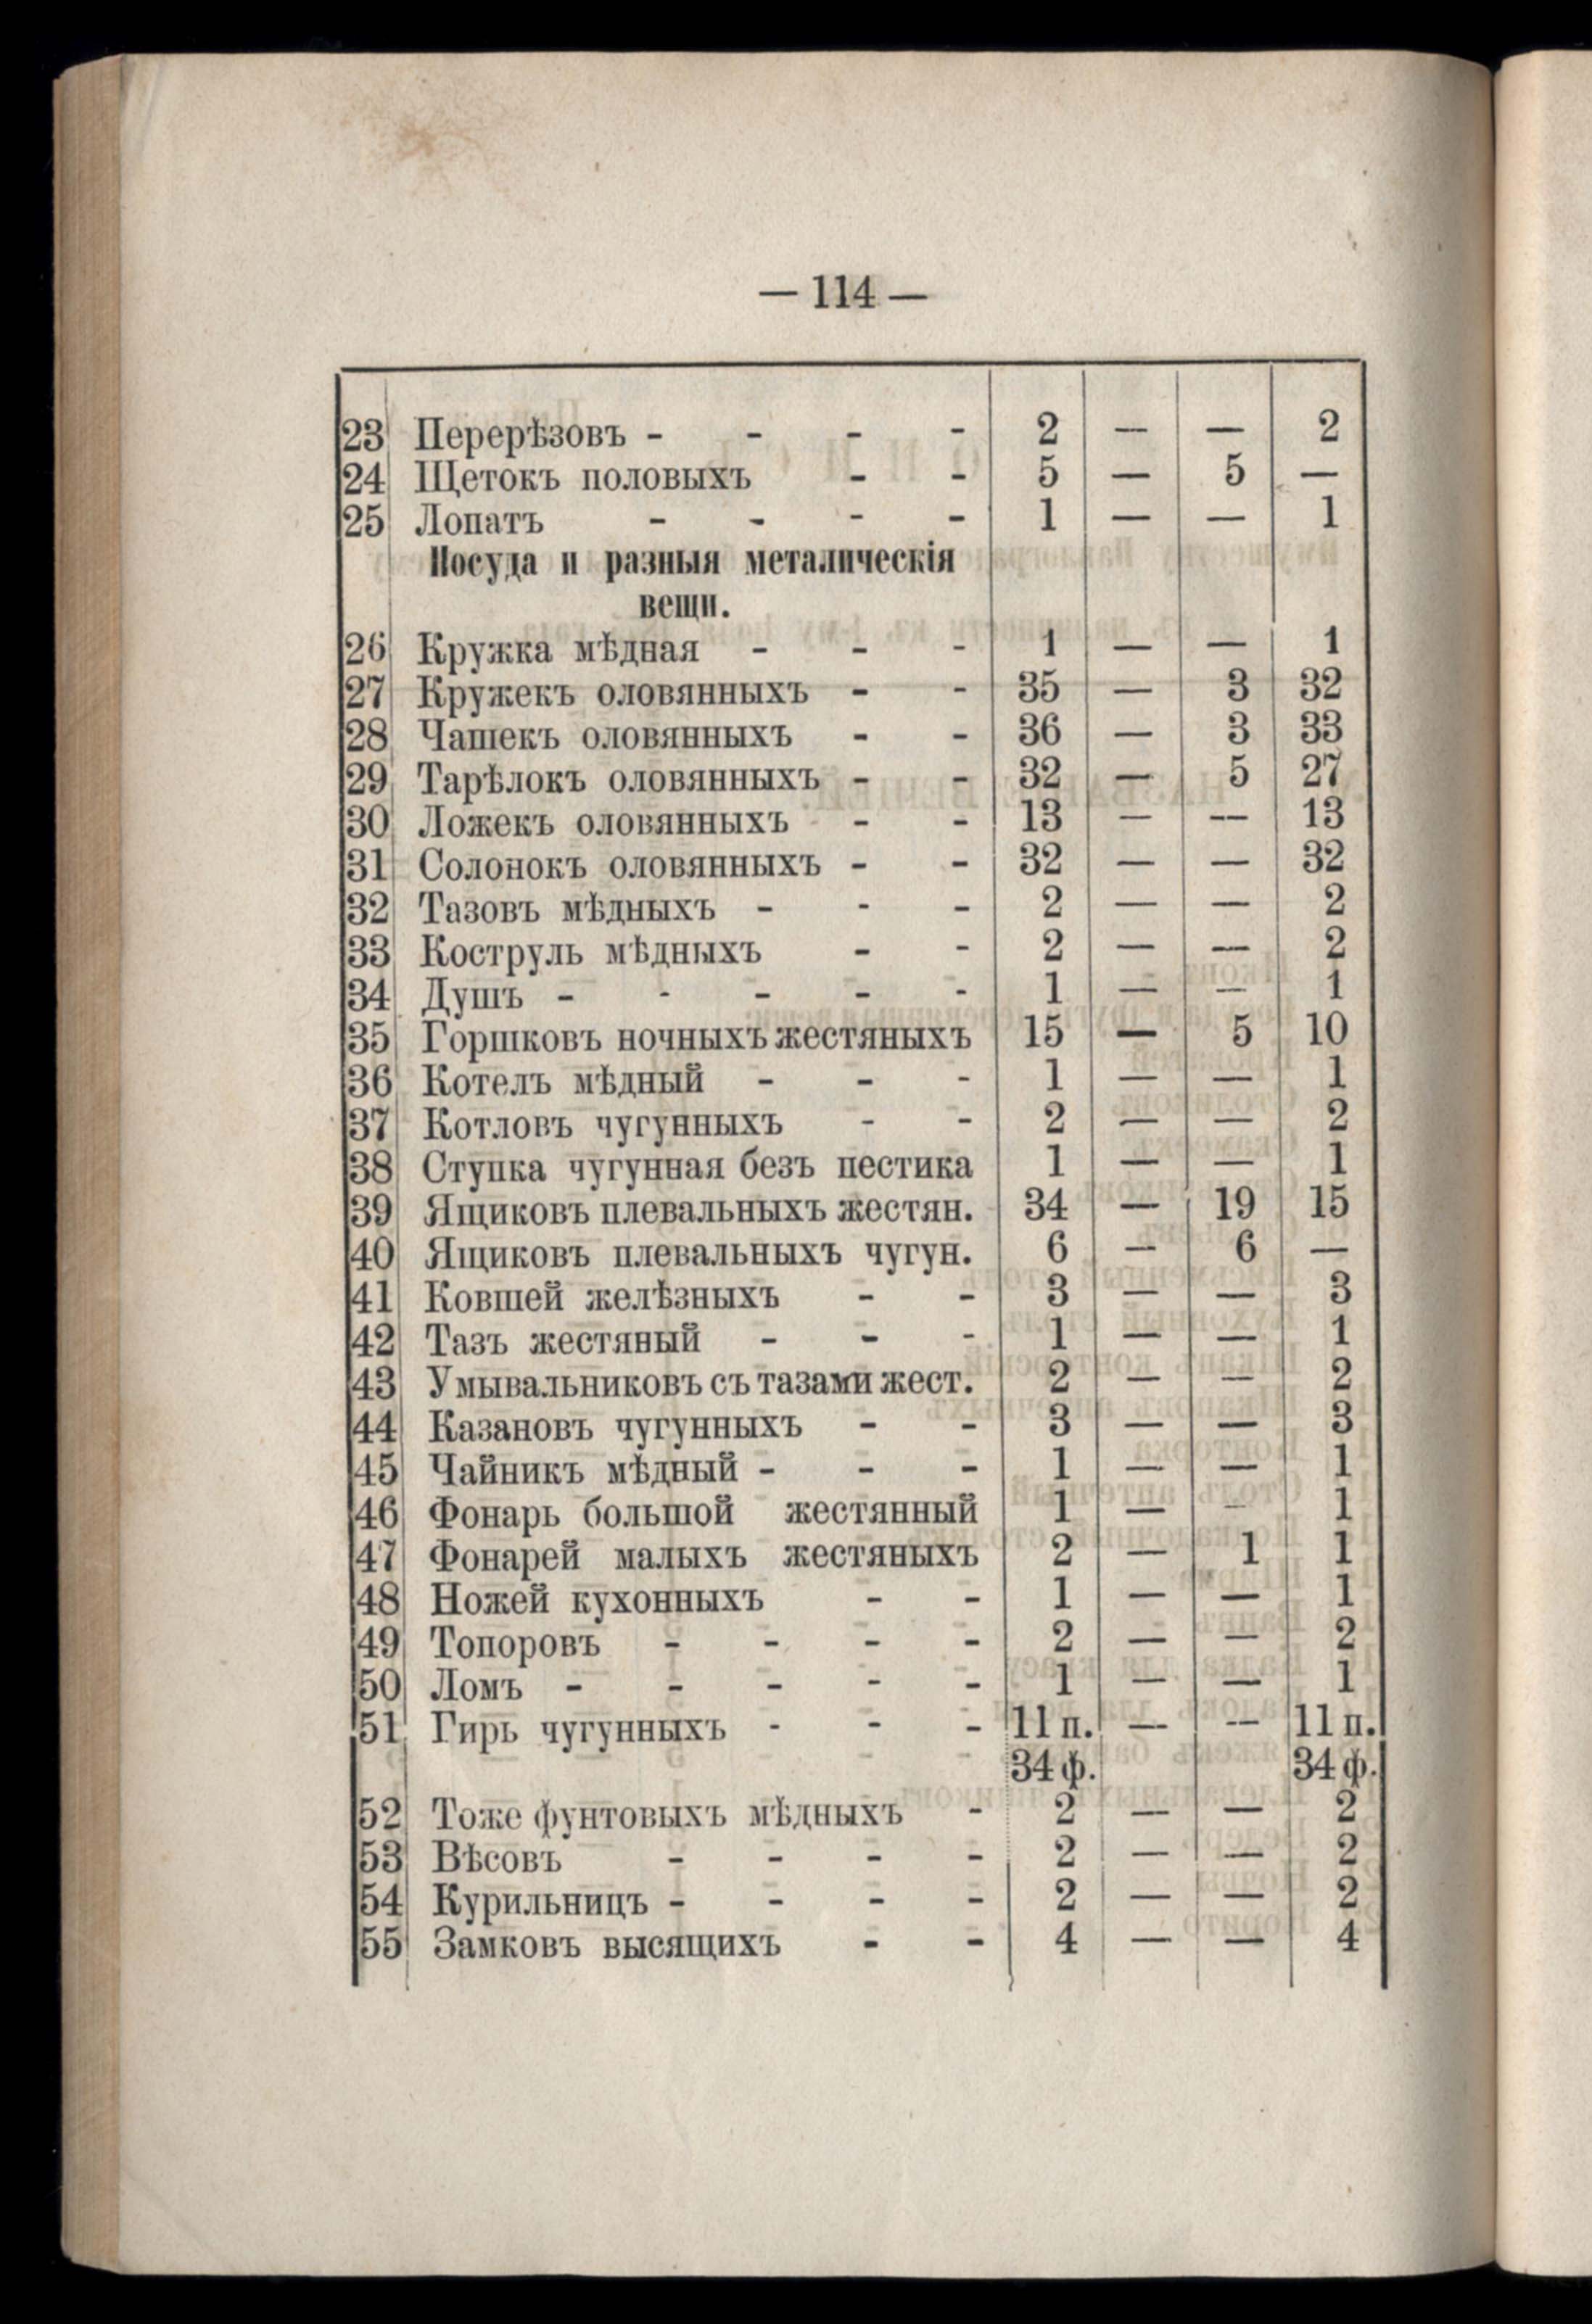 — 114 —
23 Перерѣзовъ - - - - 2 — — 2
24 Щетокъ половыхъ - - 5 — 5 —
25 Лопатъ - - - - 1 — — 1
Посуда и разныя металическія
вещи.
26 Кружка мѣдная - - - 1 — — 1
27 Кружекъ оловянныхъ - - 35 — 3 32
28 Чашекъ оловянныхъ - - 36 — 3 33
29 Тарѣлокъ оловянныхъ - - 32 — 5 27
30 Ложекъ оловянныхъ - - 13 — — 13
31 Солонокъ оловянныхъ - - 32 — — 32
32 Тазовъ мѣдныхъ - - - 2 — — 2
33 Коструль мѣдныхъ - - 2 — — 2
34 Душъ - - - - - 1 — — 1
35 Горшковъ ночныхъ жестяныхъ 15 — 5 10
36 Котелъ мѣдный - - - 1 — — 1
37 Котловъ чугунныхъ - - 2 — — 2
38 Ступка чугунная безъ пестика 1 — — 1
39 Ящиковъ плевальныхъ жестян. 34 — 19 15
40 Ящиковъ плевальныхъ чугун. 6 — 6 —
41 Ковшей желѣзныхъ - - 3 — — 3
42 Тазъ жестяный - - - 1 — — 1
43 Умывальниковъ съ тазами жест. 2 — — 2
44 Казановъ чугунныхъ - - 3 — — 3
45 Чайникъ мѣдный - - - 1 — — 1
46 Фонарь большой жестянный 1 — — 1
47 Фонарей малыхъ жестяныхъ 2 — 1 1
48 Ножей кухонныхъ - - 1 — — 1
49 Топоровъ - - - - 2 — — 2
50 Ломъ - - - - - 1 — — 1
51 Гирь чугунныхъ - - - 11 п. — — 11 п.
34 ф. 34 ф.
52 Тоже фунтовыхъ мѣдныхъ - 2 — — 2
53 Вѣсовъ - - - - 2 — — 2
54 Курильницъ - - - - 2 — — 2
55 Замковъ высящихъ - - 4 — — 4